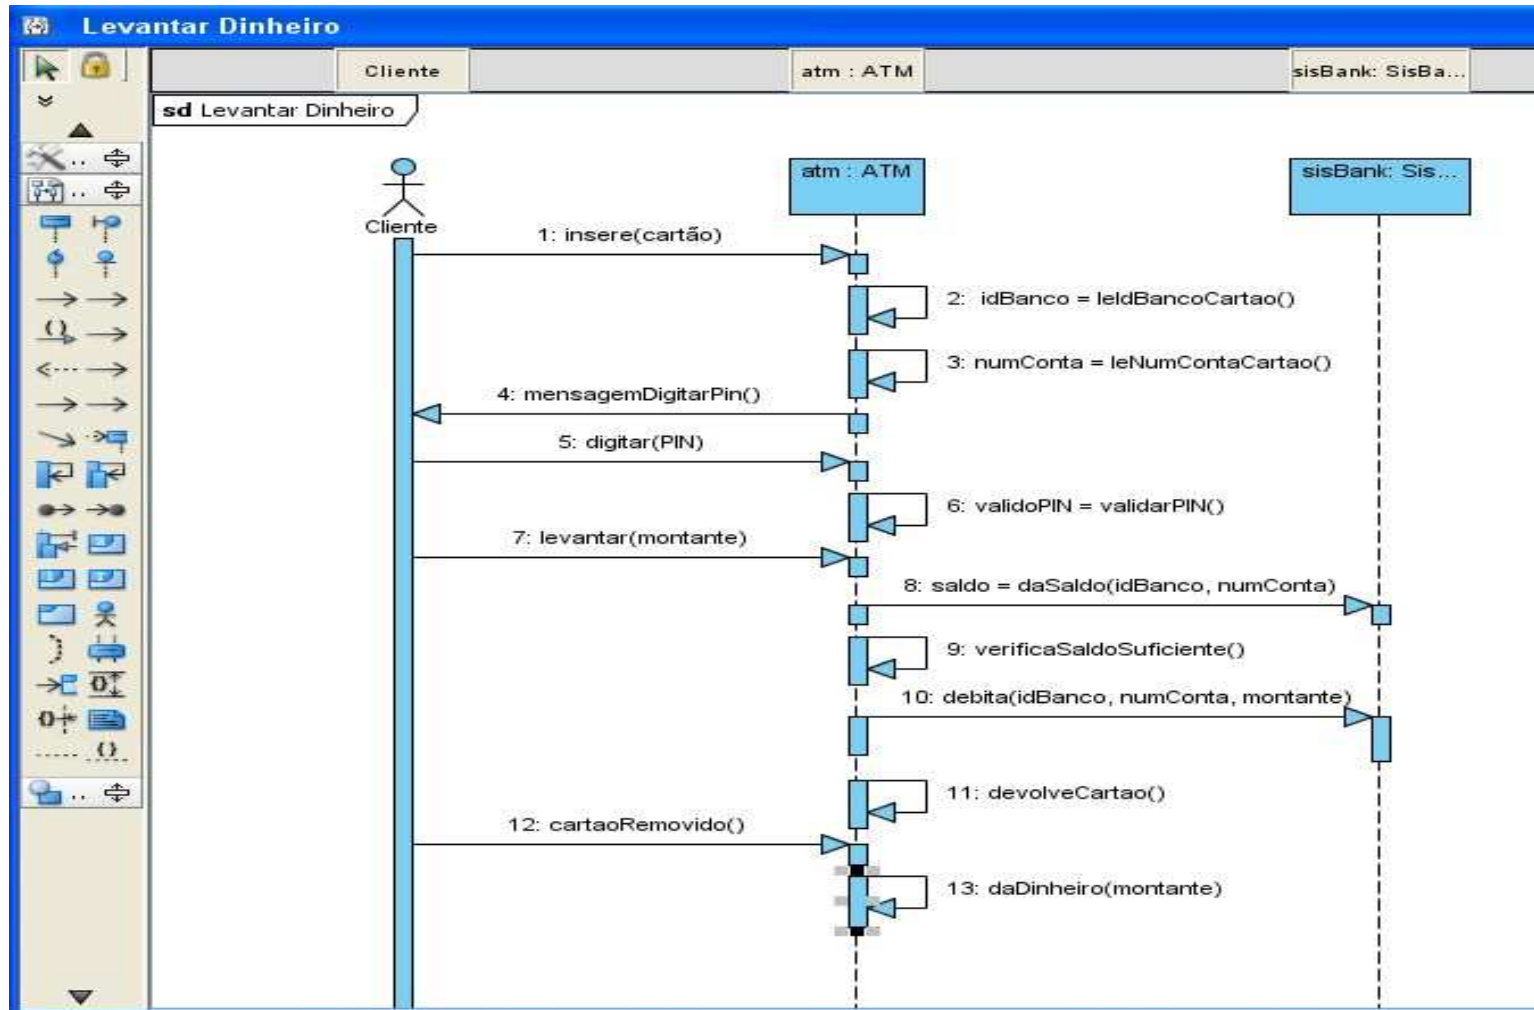 Levantar Dinheiro
Cliente
atm : ATM
sisBank: SisBa...
sd Levantar Dinheiro
atm : ATM
sisBank: Sis...
Cliente
1: insere(cartão)
2: idBanco = leIdBancoCartao()
3: numConta = leNumContaCartao()
4: mensagemDigitarPin()
5: digitar(PIN)
6: validoPIN = validarPIN()
7: levantar(montante)
8: saldo = daSaldo(idBanco, numConta)
9: verificaSaldoSuficiente()
10: debita(idBanco, numConta, montante)
11: devolveCartao()
12: cartaoRemovido()
13: daDinheiro(montante)